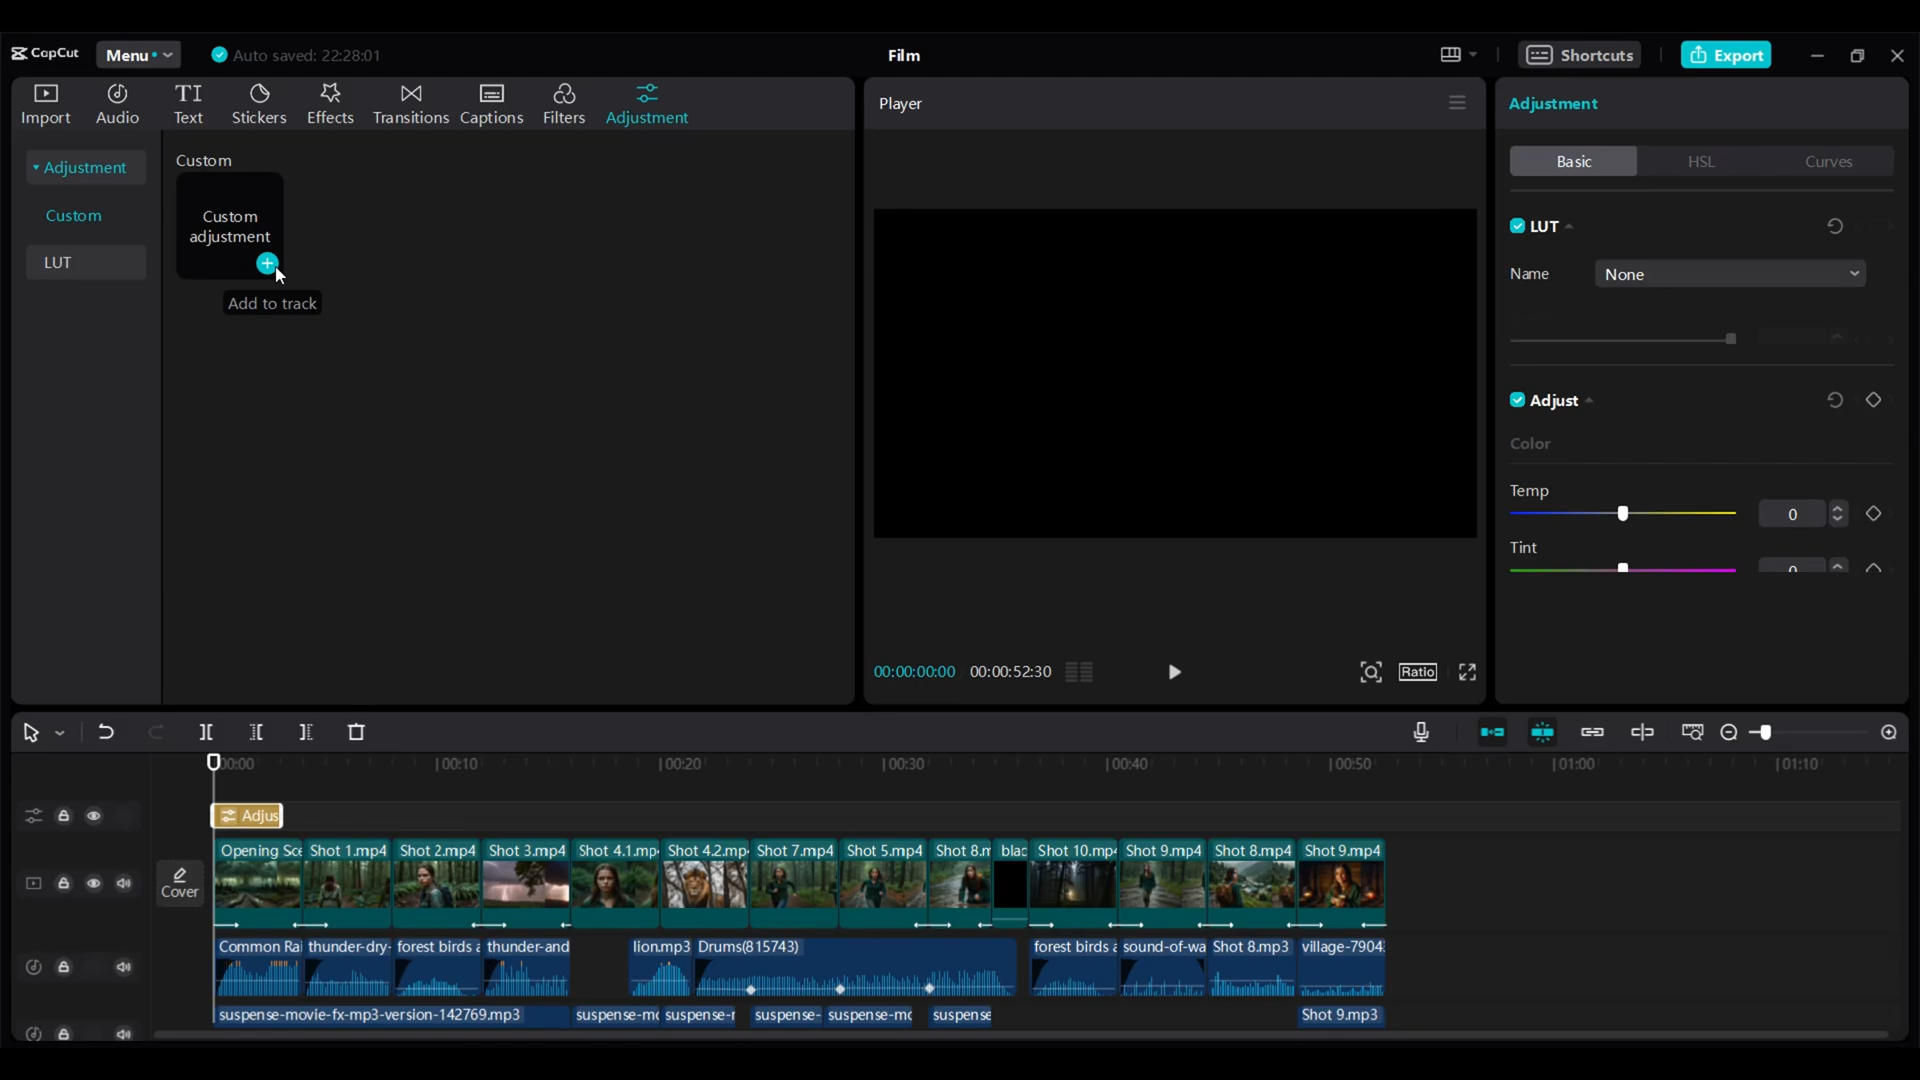 CapCut
Menu
Auto saved: 22:28:01
Film
Shortcuts
Export
Import
Audio
TI
Text
Stickers
Effects
Transitions
Captions
Filters
Adjustment
Adjustment
Custom
LUT
Custom
Custom
adjustment
Add to track
Player
00:00:00:00
00:00:52:30
Ratio
Adjustment
Basic
HSL
Curves
LUT
Name
None
Adjust
Color
Temp
0
Tint
0
00:00
00:10
00:20
00:30
00:40
00:50
01:00
01:10
Adjus
Cover
Opening Sce
Shot 1.mp4
Shot 2.mp4
Shot 3.mp4
Shot 4.1.mp
Shot 4.2.mp
Shot 7.mp4
Shot 5.mp4
Shot 8.m
blac
Shot 10.mp
Shot 9.mp4
Shot 8.mp4
Shot 9.mp4
Common Rai
thunder-dry-
forest birds a
thunder-and
lion.mp3
Drums(815743)
forest birds a
sound-of-wa
Shot 8.mp3
village-7904
suspense-movie-fx-mp3-version-142769.mp3
suspense-mo
suspense-r
suspense-
suspense-mo
suspense
Shot 9.mp3